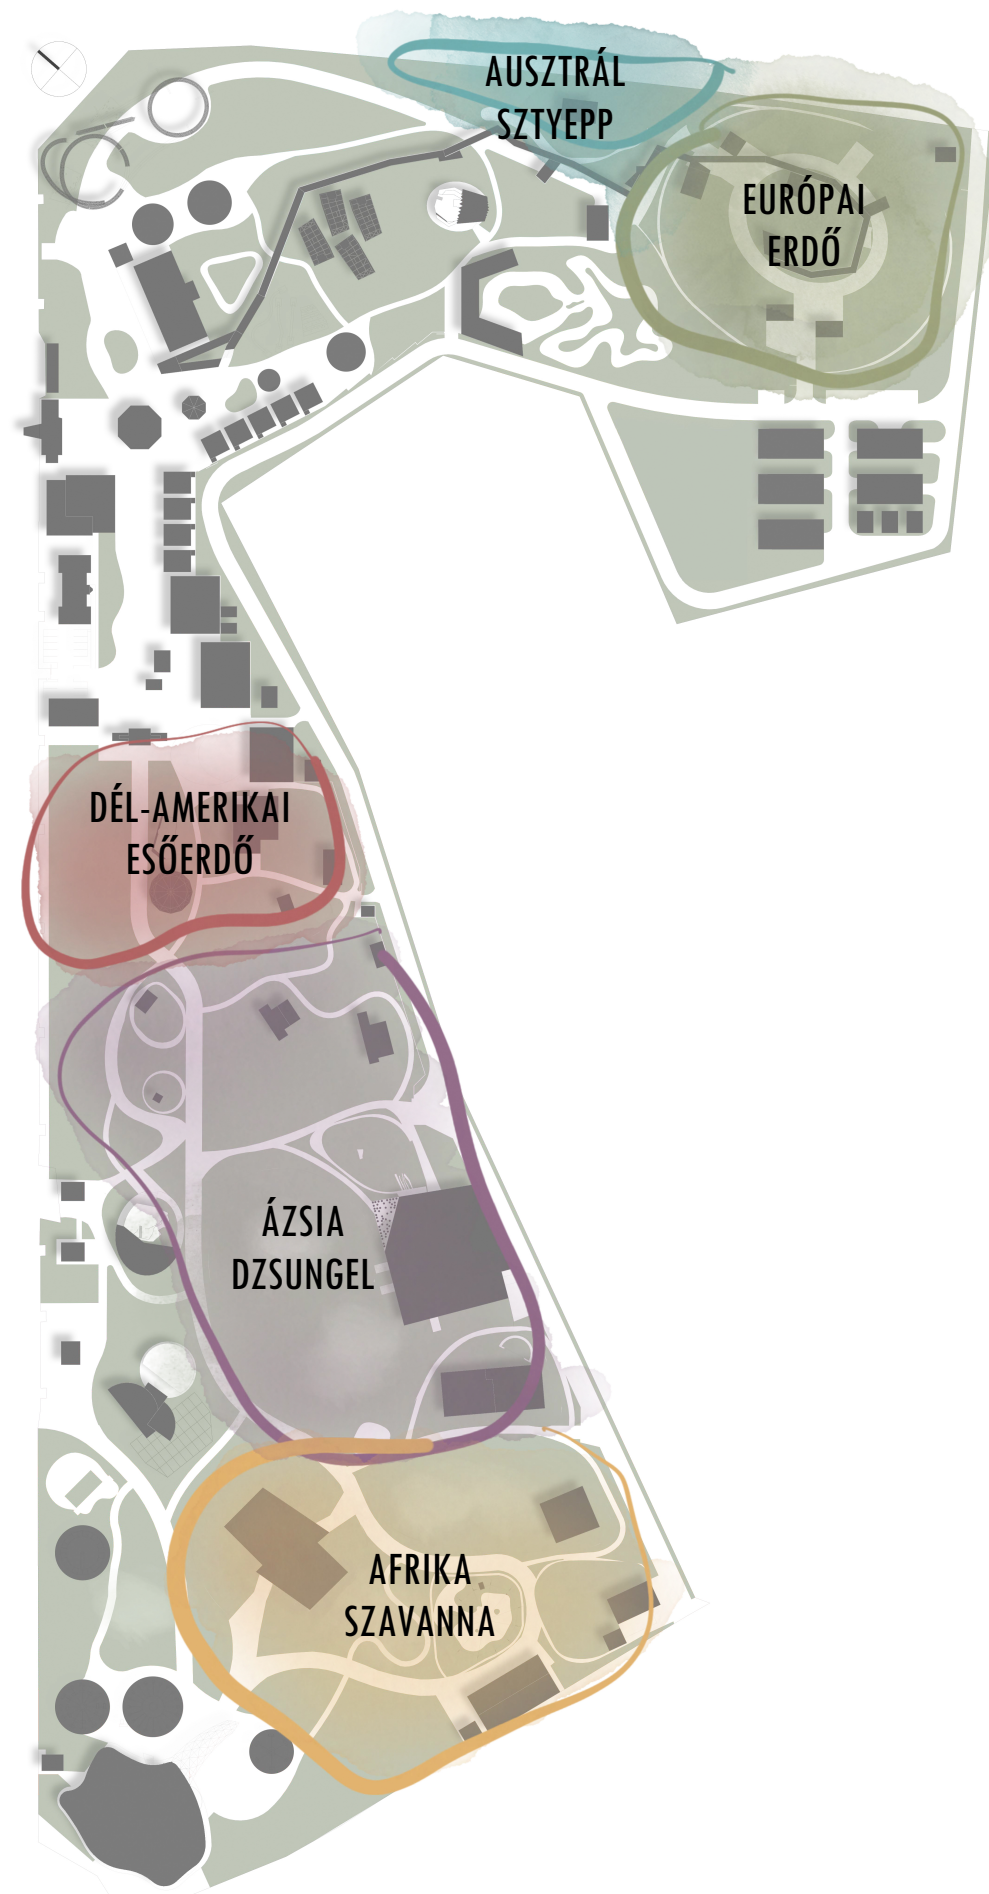 AUSZTRÁL
SZTYEPP
EURÓPAI
ERDŐ
DÉL-AMERIKAI
ESŐERDŐ
ÁZSIA
DZSUNGEL
AFRIKA
SZAVANNA